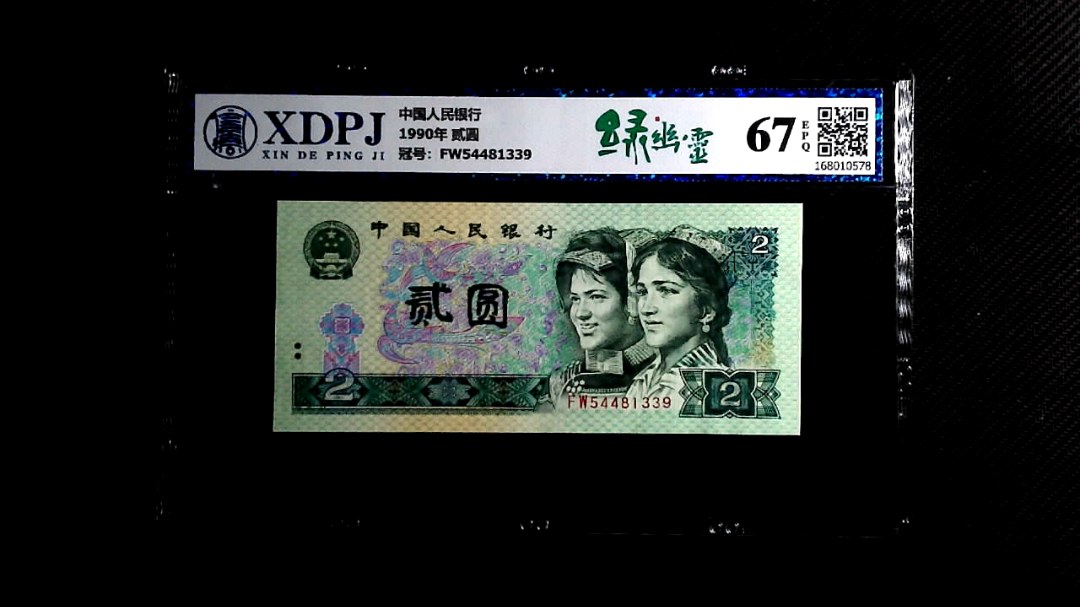 XDPJ
XIN DE PING JI
中国人民银行
1990年 贰圆
冠号：FW54481339
绿幽靈
67
EPQ
168010578
中国人民银行
2
贰圆
2
FW54481339
2